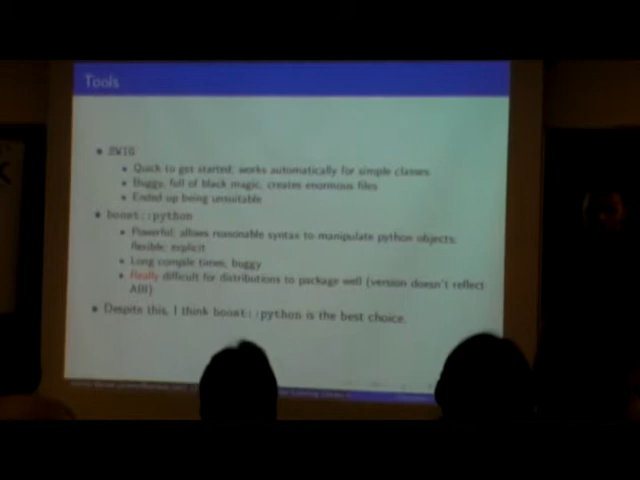 Tools
SWIG
Quick to get started: works automatically for simple classes
Buggy, full of black magic, creates enormous files
Ended up being unsuitable
boost::python
Powerful; allows reasonable syntax to manipulate python objects;
flexible; explicit
Long compile times; buggy
Really difficult for distributions to package well (version doesn't reflect
ABI)
Despite this, I think boost::python is the best choice.